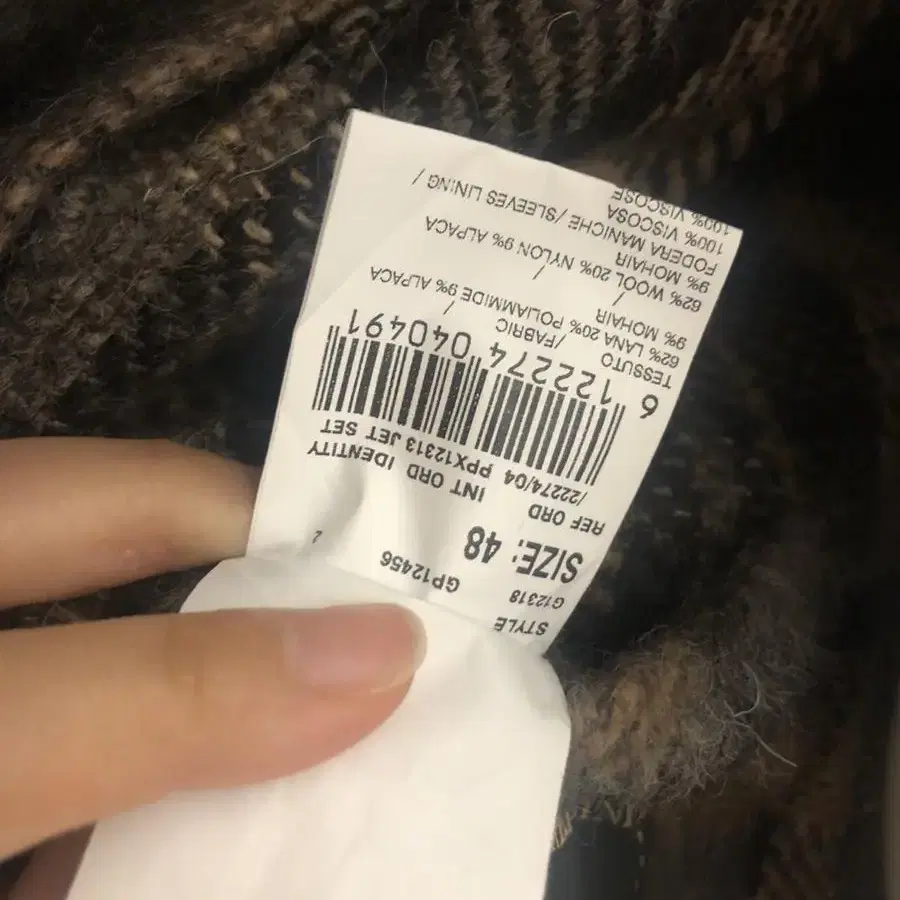 STYLE
G12318 GP12456
SIZE: 48
REF ORD INT ORD IDENTITY
/22274/04 PPX12313 JET SET
6 122274 040491
TESSUTO /FABRIC /
62% LANA 20% POLIAMMIDE 9% ALPACA
9% MOHAIR /
62% WOOL 20% NYLON 9% ALPACA
9% MOHAIR /
FODERA MANICHE / SLEEVES LINING /
100% VISCOSA
100% VISCOSE